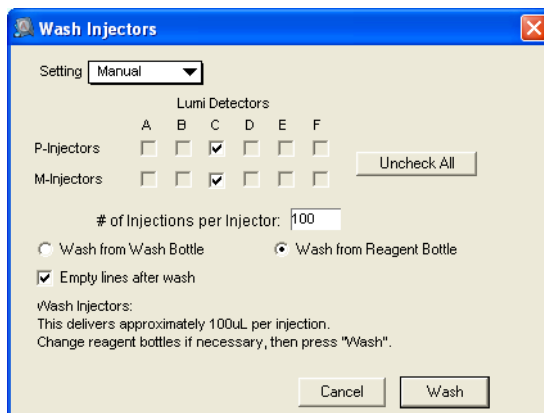 Wash Injectors
Setting Manual
Lumi Detectors
A B C D E F
P-Injectors
M-Injectors
Uncheck All
# of Injections per Injector: 100
Wash from Wash Bottle Wash from Reagent Bottle
Empty lines after wash
Wash Injectors:
This delivers approximately 100uL per injection.
Change reagent bottles if necessary, then press "Wash".
Cancel Wash